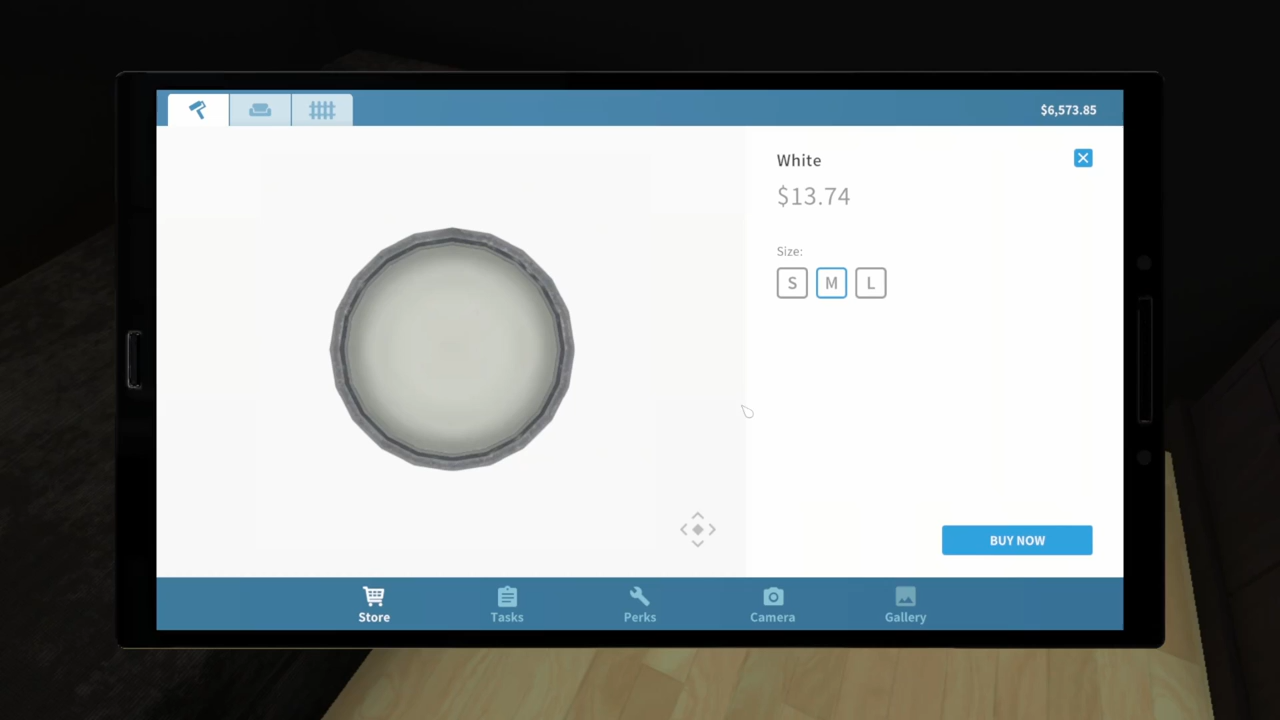 $6,573.85
White
$13.74
Size:
S M L
BUY NOW
Store Tasks Perks Camera Gallery